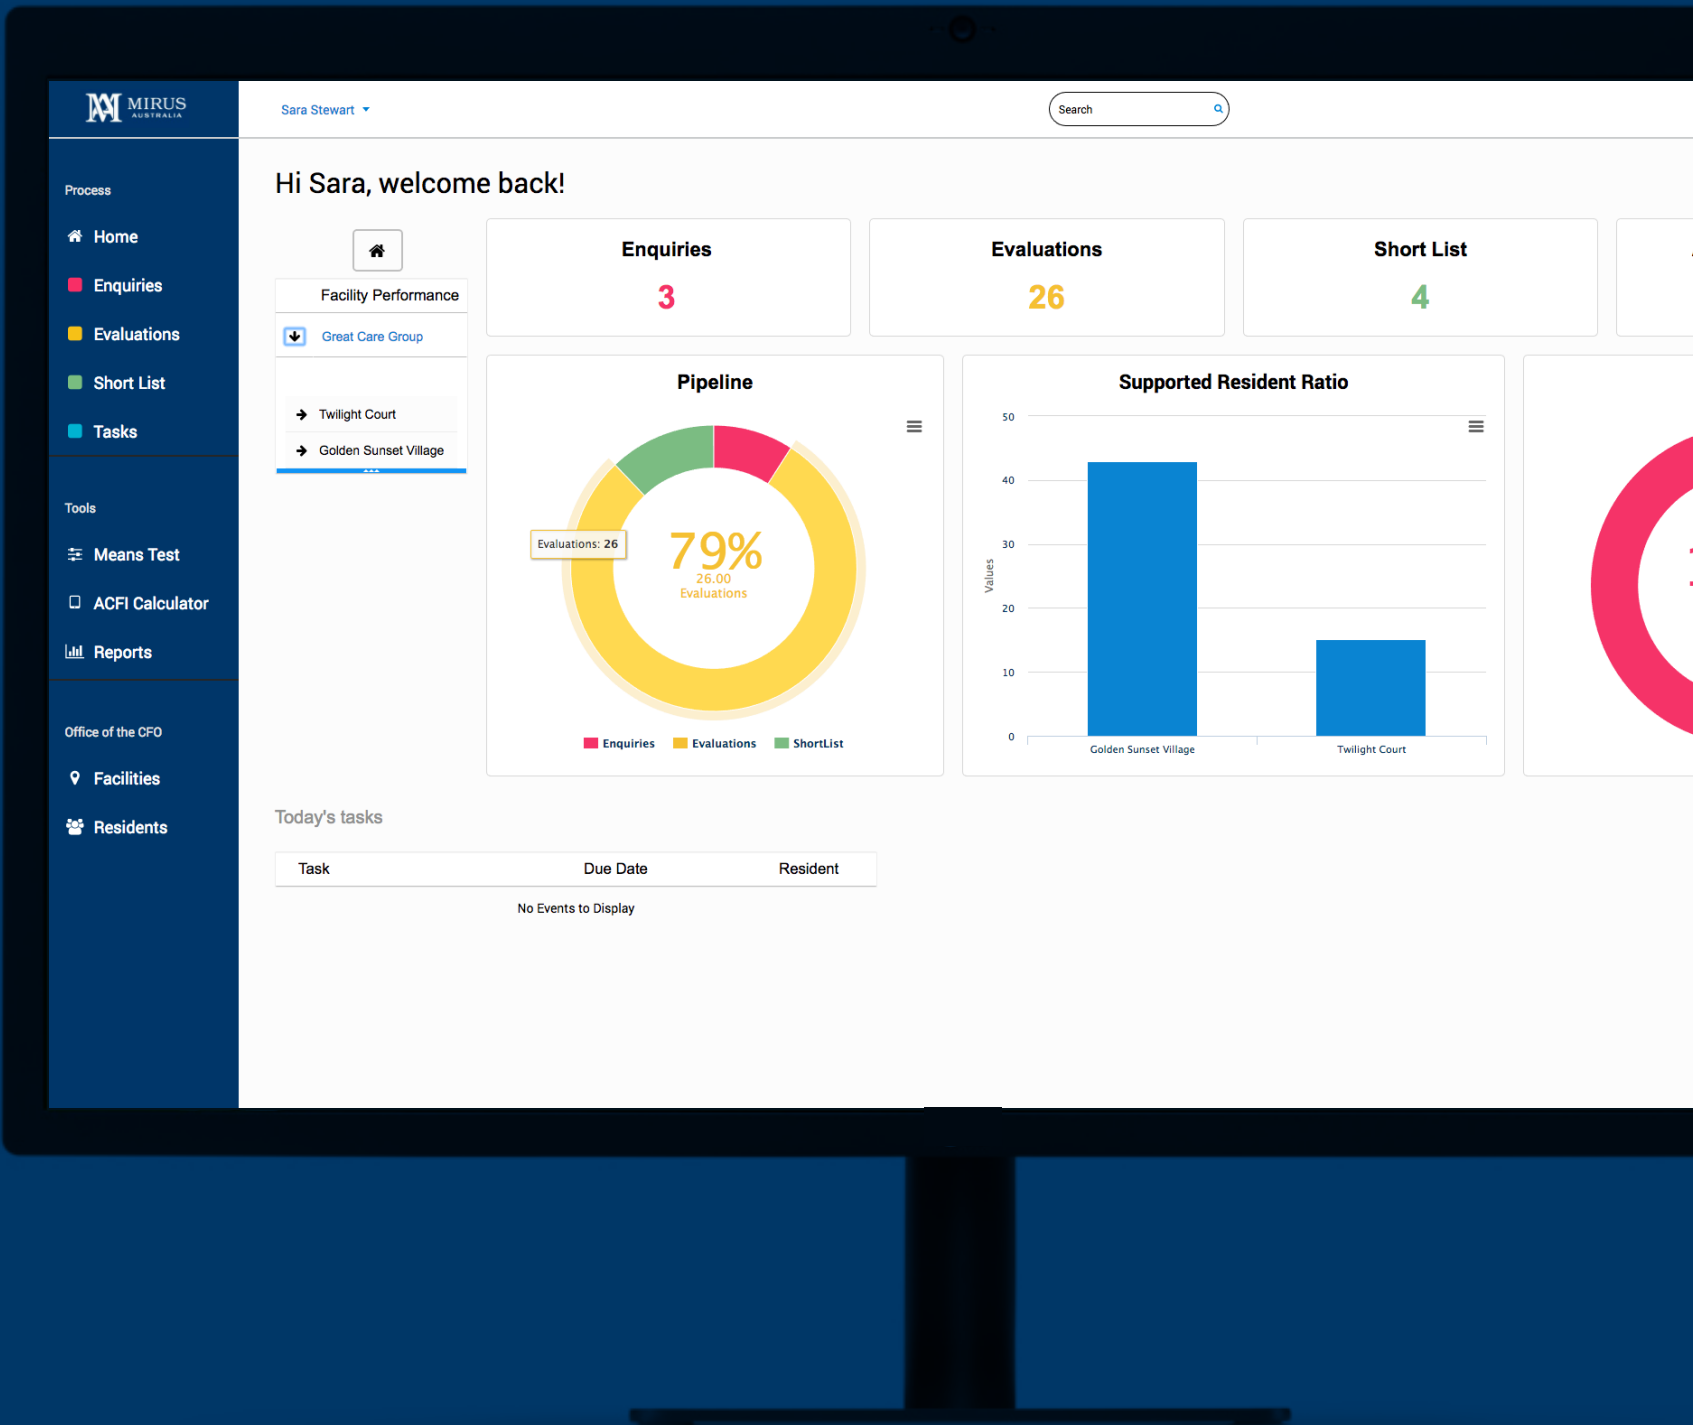 MIRUS
AUSTRALIA
Sara Stewart
Search
Process
Home
Enquiries
Evaluations
Short List
Tasks
Tools
Means Test
ACFI Calculator
Reports
Office of the CFO
Facilities
Residents
Hi Sara, welcome back!
Facility Performance
Great Care Group
Twilight Court
Golden Sunset Village
Enquiries
3
Evaluations
26
Short List
4
Pipeline
Evaluations: 26
79%
26.00
Evaluations
Enquiries Evaluations ShortList
Supported Resident Ratio
50
40
30
20
10
0
Values
Golden Sunset Village Twilight Court
Today's tasks
Task Due Date Resident
No Events to Display